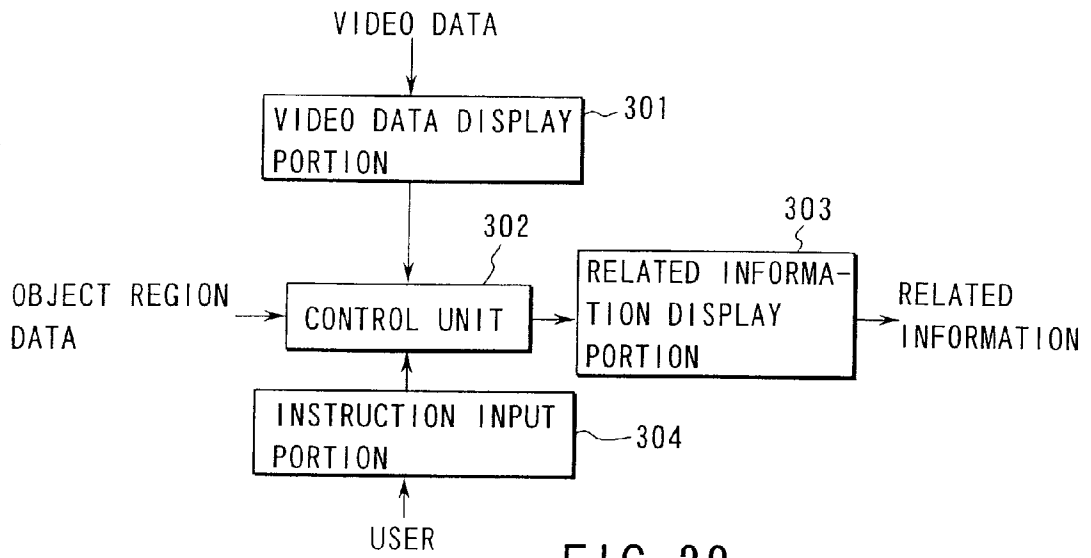 VIDEO DATA
VIDEO DATA DISPLAY
PORTION
301
302
303
OBJECT REGION
DATA
CONTROL UNIT
RELATED INFORMA-
TION DISPLAY
PORTION
RELATED
INFORMATION
INSTRUCTION INPUT
PORTION
304
USER
FIG